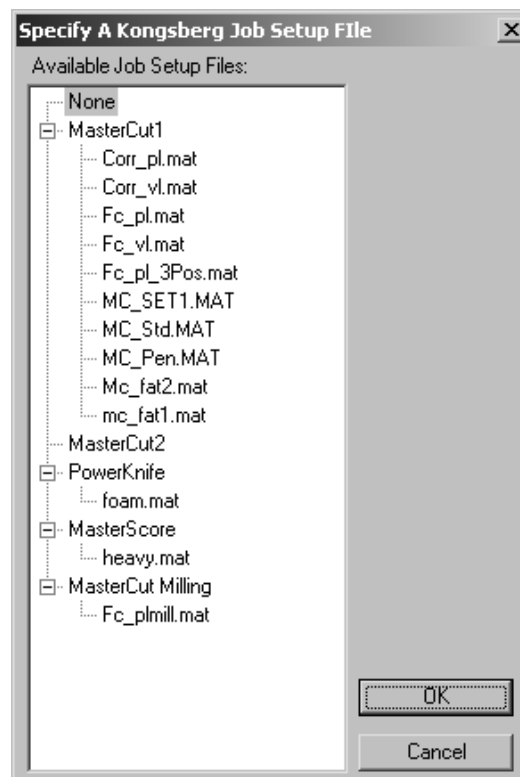 Specify A Kongsberg Job Setup FIle
Available Job Setup Files:
None
MasterCut1
Corr_pl.mat
Corr_vl.mat
Fc_pl.mat
Fc_vl.mat
Fc_pl_3Pos.mat
MC_SET1.MAT
MC_Std.MAT
MC_Pen.MAT
Mc_fat2.mat
mc_fat1.mat
MasterCut2
PowerKnife
foam.mat
MasterScore
heavy.mat
MasterCut Milling
Fc_plmill.mat
OK
Cancel